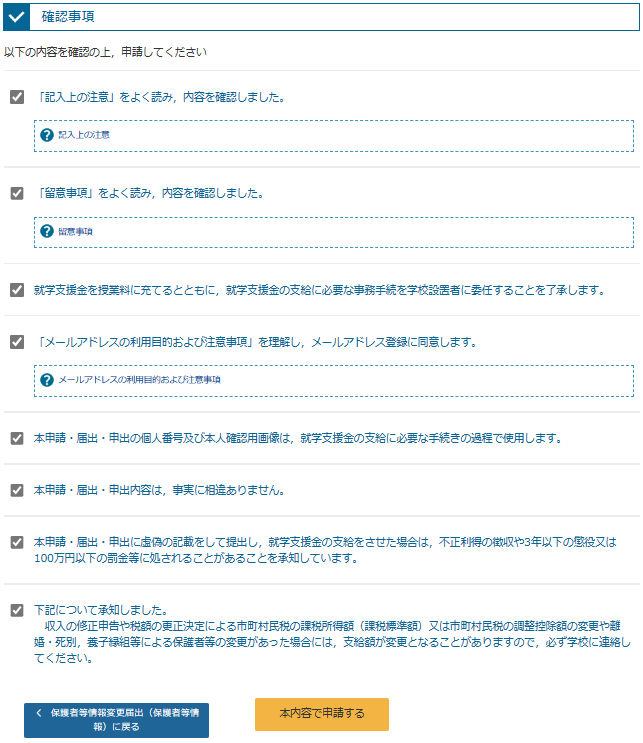 確認事項
以下の内容を確認の上，申請してください
「記入上の注意」をよく読み，内容を確認しました。
? 記入上の注意
「留意事項」をよく読み，内容を確認しました。
? 留意事項
就学支援金を授業料に充てるとともに，就学支援金の支給に必要な事務手続を学校設置者に委任することを了承します。
「メールアドレスの利用目的および注意事項」を理解し，メールアドレス登録に同意します。
? メールアドレスの利用目的および注意事項
本申請・届出・申出の個人番号及び本人確認用画像は，就学支援金の支給に必要な手続きの過程で使用します。
本申請・届出・申出内容は，事実に相違ありません。
本申請・届出・申出に虚偽の記載をして提出し，就学支援金の支給をさせた場合は，不正利得の徴収や3年以下の懲役又は
100万円以下の罰金等に処されることがあることを承知しています。
下記について承知しました。
収入の修正申告や税額の更正決定による市町村民税の課税所得額（課税標準額）又は市町村民税の調整控除額の変更や離
婚・死別，養子縁組等による保護者等の変更があった場合には，支給額が変更となることがありますので，必ず学校に連絡し
てください。
保護者等情報変更届出（保護者等情
報）に戻る
本内容で申請する